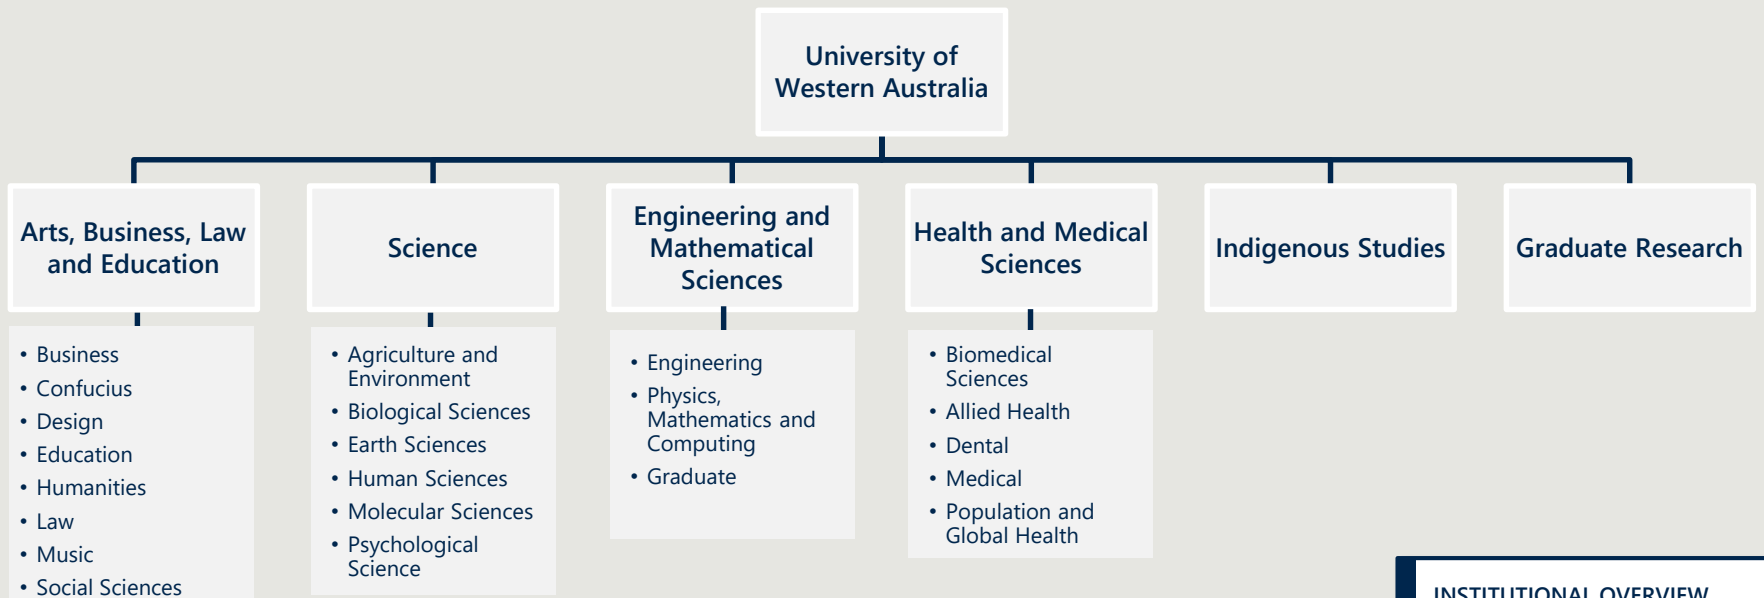 University of
Western Australia
Arts, Business, Law
and Education
Science
Engineering and
Mathematical
Sciences
Health and Medical
Sciences
Indigenous Studies
Graduate Research
• Business
• Confucius
• Design
• Education
• Humanities
• Law
• Music
• Social Sciences
• Agriculture and
Environment
• Biological Sciences
• Earth Sciences
• Human Sciences
• Molecular Sciences
• Psychological
Science
• Engineering
• Physics,
Mathematics and
Computing
• Graduate
• Biomedical
Sciences
• Allied Health
• Dental
• Medical
• Population and
Global Health
INSTITUTIONAL OVERVIEW